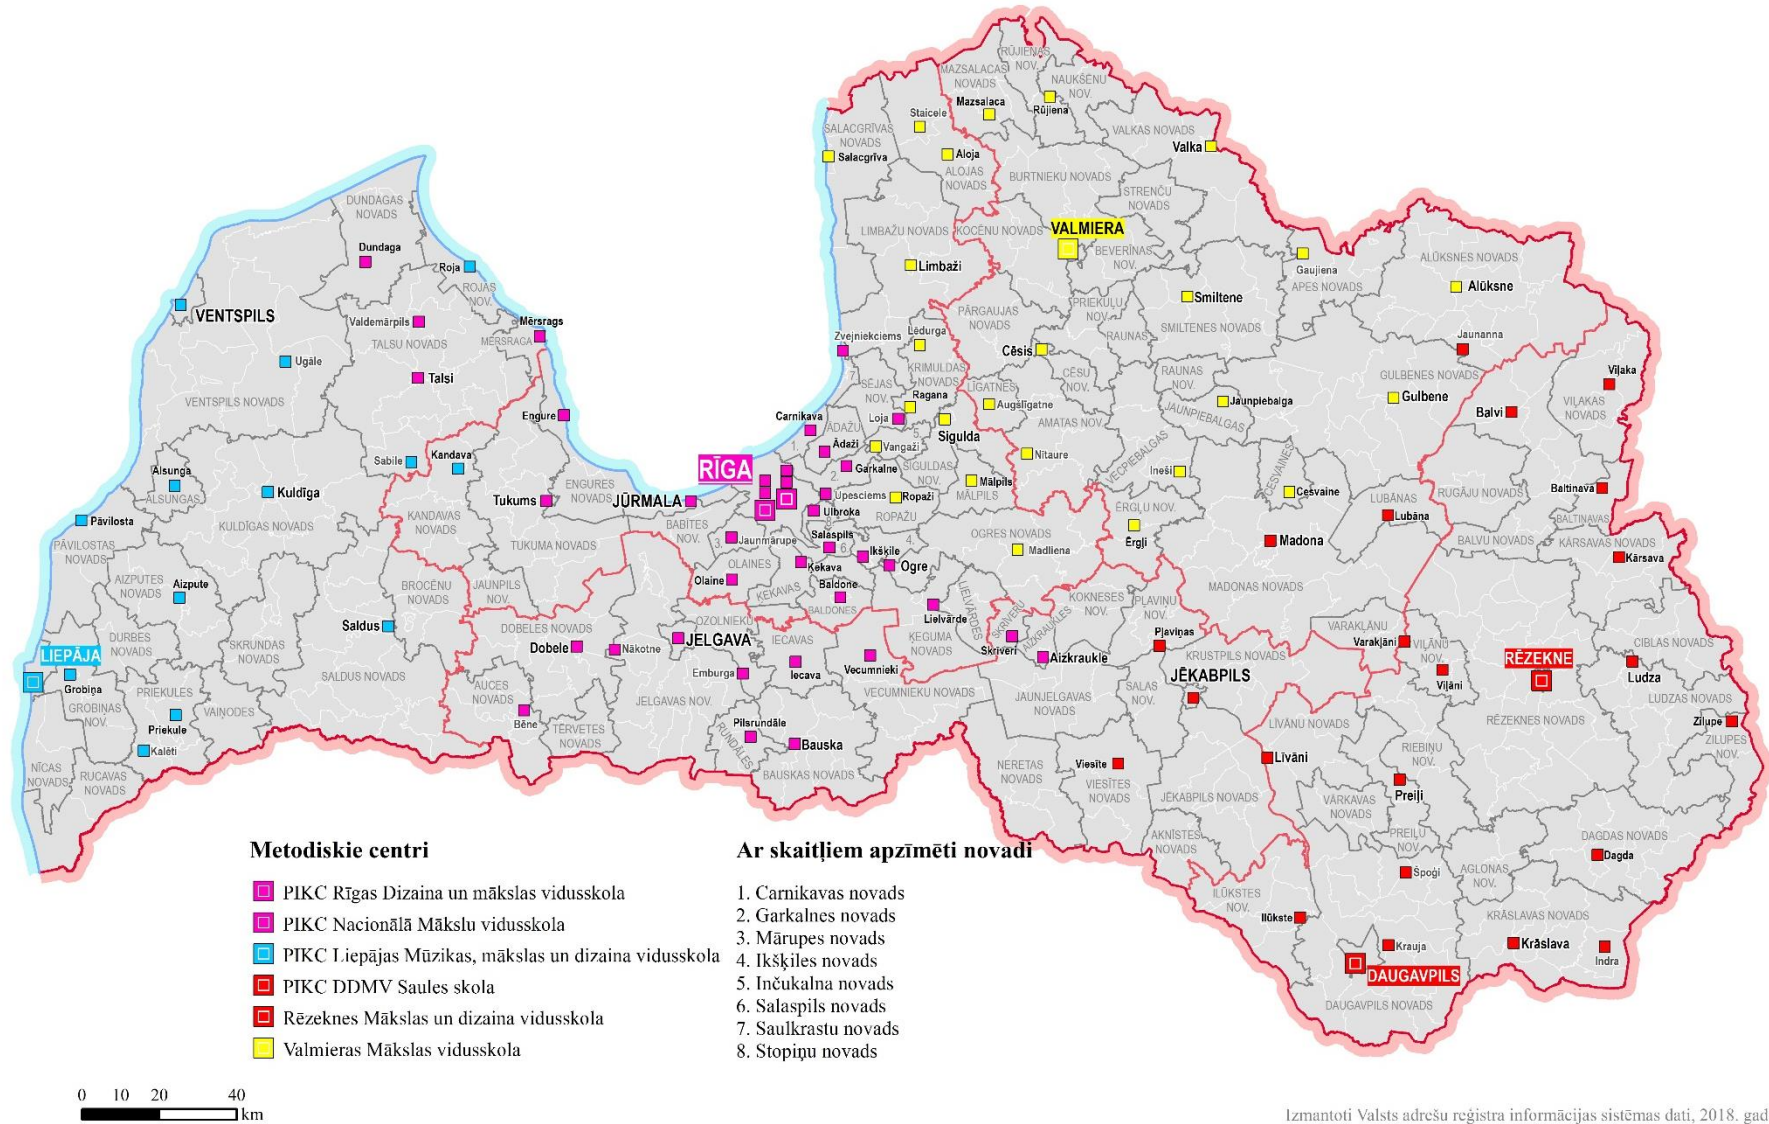 RŪJIENAS
NOV.
MAZSALACAS
NOVADS
NAUKŠĒNU
NOV.
Mazsalaca
Rūjiena
Staicele
SALACGRĪVAS
NOVADS
VALKAS NOVADS
Valka
Salacgrīva
Aloja
ALOJAS
NOVADS
BURTNIEKU NOVADS
STRENČU
NOVADS
DUNDAGAS
NOVADS
Dundaga
LIMBAŽU NOVADS
KOCĒNU NOVADS
VALMIERA
BEVERĪNAS
NOV.
Limbaži
Gaujiena
APES NOVADS
ALŪKSNES NOVADS
Alūksne
Roja
ROJAS
NOV.
VENTSPILS
Valdemārpils
TALSU NOVADS
Mērsrags
MĒRSRAGA
PĀRGAUJAS
NOVADS
PRIEKUĻU
NOV.
Smiltene
SMILTENES NOVADS
RAUNAS
Zvejniekciems
Lēdurga
Cēsis
Jaunanna
Ugāle
Talsi
7.
SĒJAS
NOV.
KRIMULDAS
NOVADS
LĪGATNES
CĒSU
NOV.
RAUNAS
NOV.
GULBENES NOVADS
Gulbene
Viļaka
VIĻAKAS
NOVADS
VENTSPILS NOVADS
Ragana
Augšlīgatne
Jaunpiebalga
JAUNPIEBALGAS
Balvi
Engure
Carnikava
Loja
AMATAS NOV.
Sigulda
ĀDAŽU
1.
Ādaži
5.
Vangaži
SIGULDAS
NOV.
Nītaure
VECPIEBALGAS
Sabile
Kandava
RĪGA
Garkalne
2.
Ineši
CESVAINES
Cesvaine
Alsunga
ALSUNGAS
Kuldīga
ENGURES
NOVADS
JŪRMALA
Tukums
Upesciems
Ropaži
ROPAŽU
Mālpils
MĀLPILS
LUBĀNAS
NOV.
RUGĀJU NOVADS
Baltinava
BALTINAVAS
Pāvilosta
PĀVILOSTAS
NOVADS
KULDĪGAS NOVADS
KANDAVAS
NOVADS
TUKUMA NOVADS
BABĪTES
NOV.
Ulbroka
8.
Salaspils
6.
ĒRGĻU NOV.
Ērgļi
Madona
Lubāna
BALVU NOVADS
KĀRSAVAS NOVADS
Kārsava
3.
Jaunmārupe
OLAINES
Olaine
Ķekava
ĶEKAVAS
Ikšķile
4.
Ogre
OGRES NOVADS
Madliena
AIZPUTES
NOVADS
Aizpute
BROCĒNU
NOVADS
JAUNPILS
NOV.
Baldone
BALDONES
Lielvārde
LIELVĀRDES
KOKNESES
NOV.
PĻAVIŅU
NOV.
MADONAS NOVADS
Saldus
DOBELES NOVADS
Dobele
Nākotne
OZOLNIEKU
JELGAVA
IECAVAS
ĶEGUMA
NOVADS
SKRĪVERU
Skrīveri
AIZKRAUKLES
Aizkraukle
Pļaviņas
VARAKĻĀNU
Varakļāni
VIĻĀNU
NOV.
Viļāni
CIBLAS NOVADS
DURBES
NOVADS
SKRUNDAS
NOVADS
LIEPĀJA
Grobiņa
GROBIŅAS
NOV.
PRIEKULES
Priekule
VAIŅODES
SALDUS NOVADS
Emburga
Iecava
Vecumnieki
VECUMNIEKU NOVADS
JAUNJELGAVAS
NOVADS
KRUSTPILS NOVADS
JĒKABPILS
SALAS
NOV.
RĒZEKNE
RĒZEKNES NOVADS
Ludza
LUDZAS NOVADS
AUCES
NOVADS
Bēne
TĒRVETES
NOVADS
JELGAVAS NOV.
Pilsrundāle
RUNDĀLES
Bauska
BAUSKAS NOVADS
Kalēti
NĪCAS
NOVADS
RUCAVAS
NOVADS
NERETAS
NOVADS
Viesīte
VIESĪTES
NOVADS
JĒKABPILS NOVADS
LĪVĀNU NOVADS
Līvāni
RIEBIŅU
NOV.
Zilupe
ZILUPES
NOV.
Preiļi
VĀRKAVAS
NOVADS
PREIĻU
NOV.
AKNĪSTES
NOVADS
DAGDAS NOVADS
Dagda
Špoģi
AGLONAS
NOV.
ILŪKSTES
NOV.
Ilūkste
Krauja
KRĀSLAVAS NOVADS
Krāslava
Indra
DAUGAVPILS
DAUGAVPILS NOVADS
Metodiskie centri
PIKC Rīgas Dizaina un mākslas vidusskola
PIKC Nacionālā Mākslu vidusskola
PIKC Liepājas Mūzikas, mākslas un dizaina vidusskola
PIKC DDMV Saules skola
Rēzeknes Mākslas un dizaina vidusskola
Valmieras Mākslas vidusskola
Ar skaitļiem apzīmēti novadi
1. Carnikavas novads
2. Garkalnes novads
3. Mārupes novads
4. Ikšķiles novads
5. Inčukalna novads
6. Salaspils novads
7. Saulkrastu novads
8. Stopiņu novads
0 10 20 40
km
Izmantoti Valsts adrešu reģistra informācijas sistēmas dati, 2018. gad